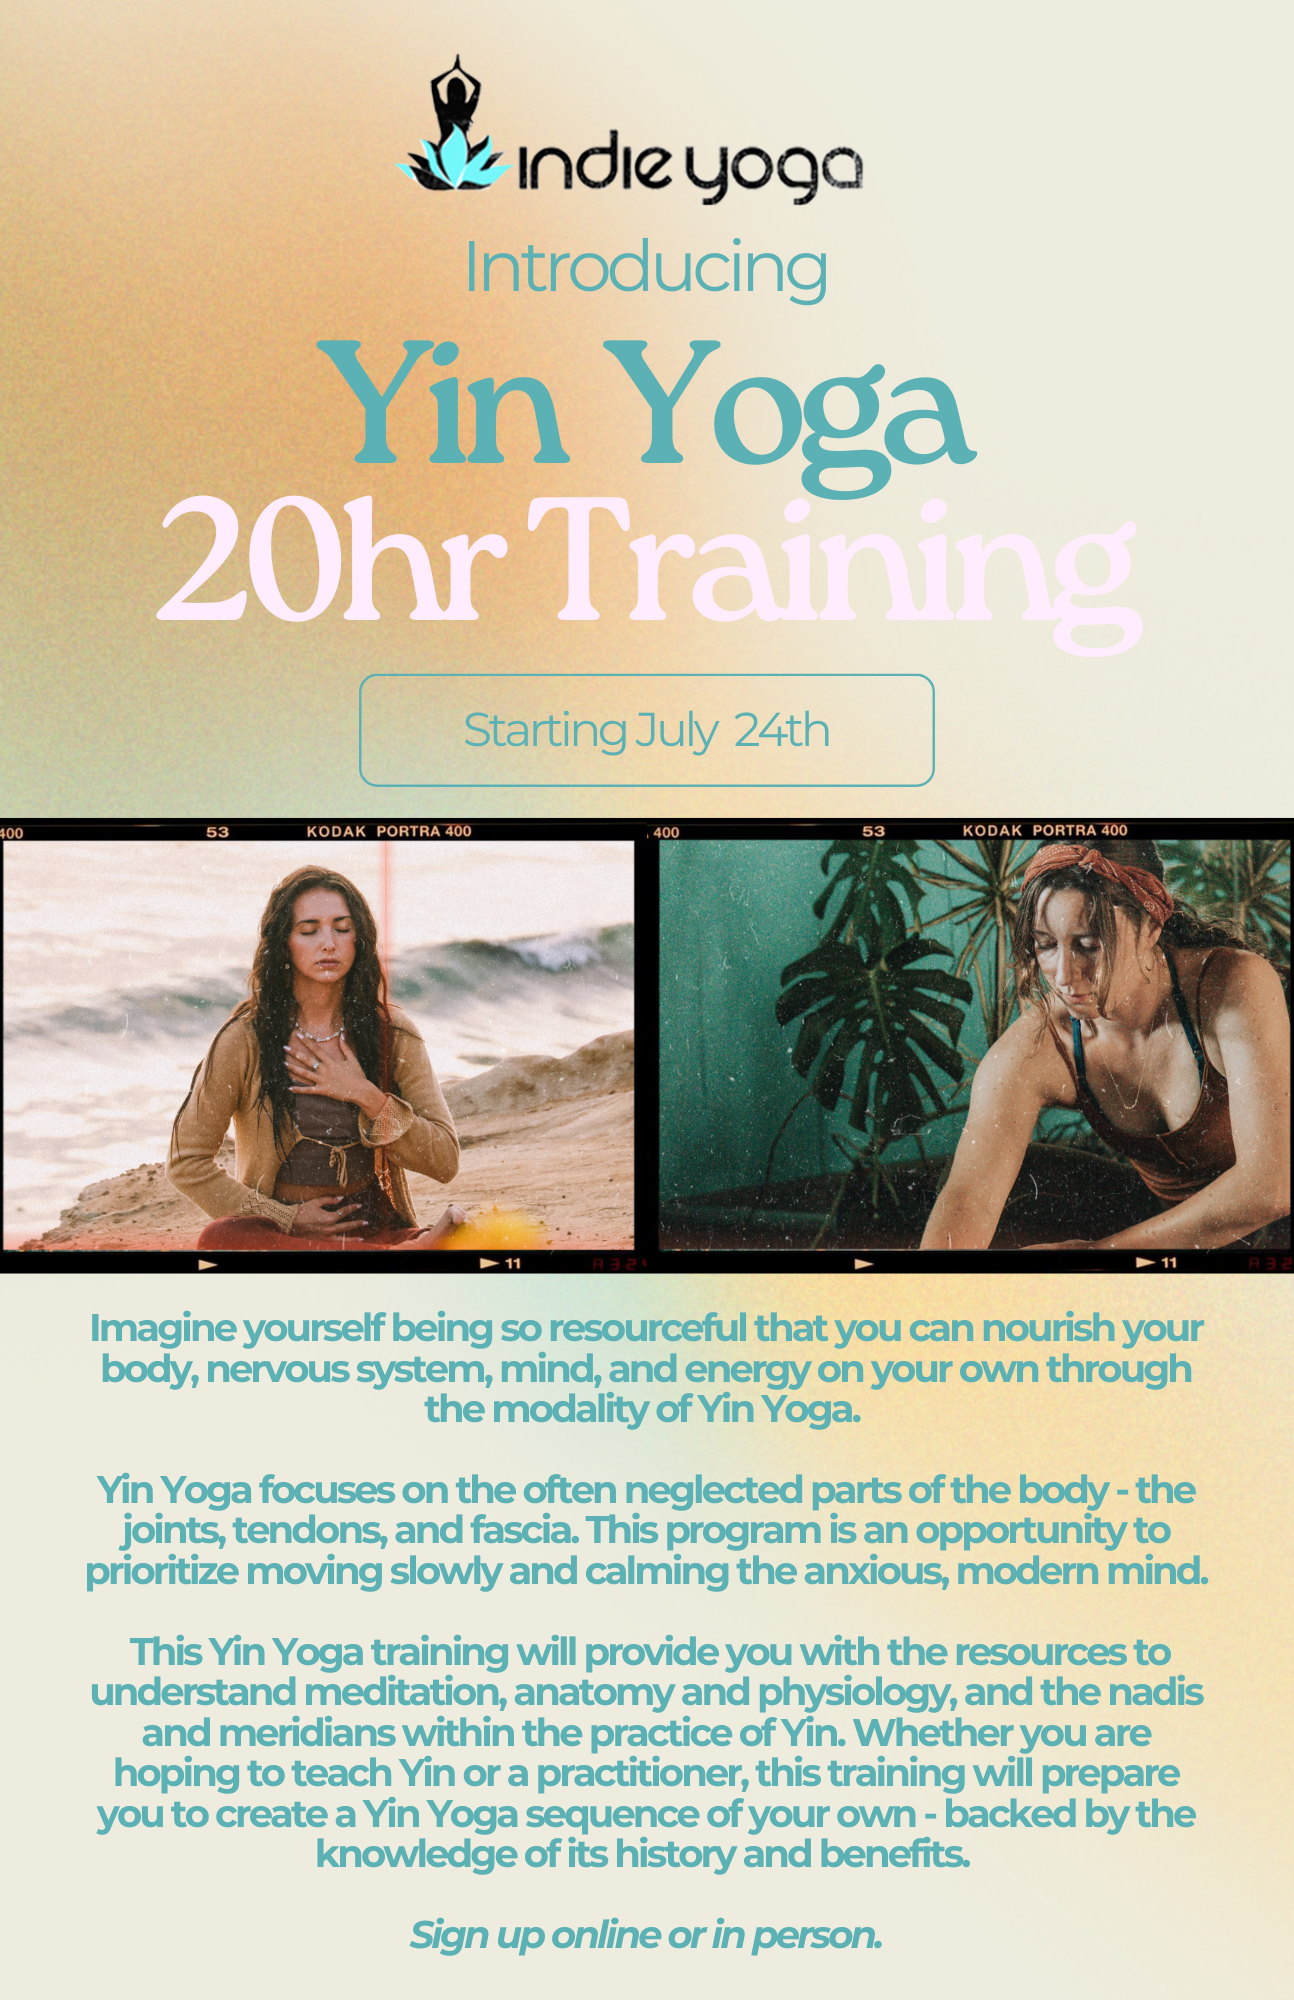 indie yoga
Introducing
Yin Yoga
20hr Training
Starting July 24th
400 53 KODAK PORTRA 400
400 53 KODAK PORTRA 400
11
11
Imagine yourself being so resourceful that you can nourish your
body, nervous system, mind, and energy on your own through
the modality of Yin Yoga.
Yin Yoga focuses on the often neglected parts of the body - the
joints, tendons, and fascia. This program is an opportunity to
prioritize moving slowly and calming the anxious, modern mind.
This Yin Yoga training will provide you with the resources to
understand meditation, anatomy and physiology, and the nadis
and meridians within the practice of Yin. Whether you are
hoping to teach Yin or a practitioner, this training will prepare
you to create a Yin Yoga sequence of your own - backed by the
knowledge of its history and benefits.
Sign up online or in person.